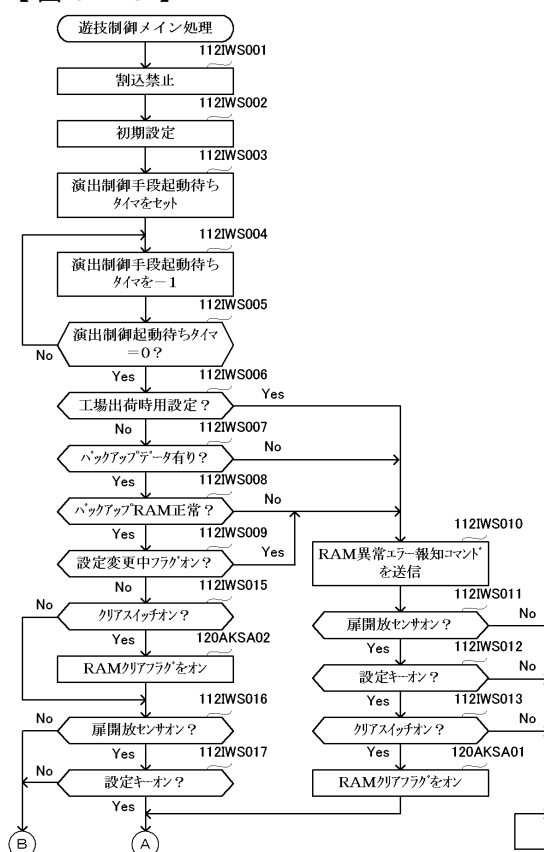 遊技制御メイン処理
112IWS001
割込禁止
112IWS002
初期設定
112IWS003
演出制御手段起動待ち
タイマをセット
112IWS004
演出制御手段起動待ち
タイマを－1
112IWS005
演出制御起動待ちタイマ
＝0？
No
Yes
112IWS006
工場出荷時用設定？
Yes
No
112IWS007
バックアップデータ有り？
No
Yes
112IWS008
バックアップRAM正常？
No
Yes
112IWS009
設定変更中フラグオン？
Yes
No
112IWS015
クリアスイッチオン？
No
Yes
120AKSA02
RAMクリアフラグをオン
112IWS016
扉開放センサオン？
No
Yes
112IWS017
設定キーオン？
No
Yes
B
A
112IWS010
RAM異常エラー報知コマンド
を送信
112IWS011
扉開放センサオン？
No
Yes
112IWS012
設定キーオン？
No
Yes
112IWS013
クリアスイッチオン？
No
Yes
120AKSA01
RAMクリアフラグをオン